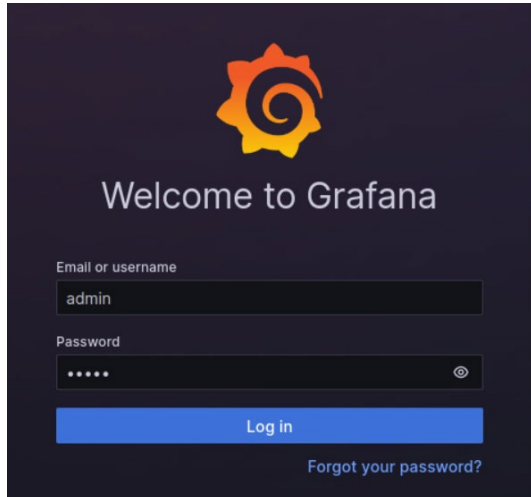 Welcome to Grafana
Email or username
admin
Password
•••••
Log in
Forgot your password?